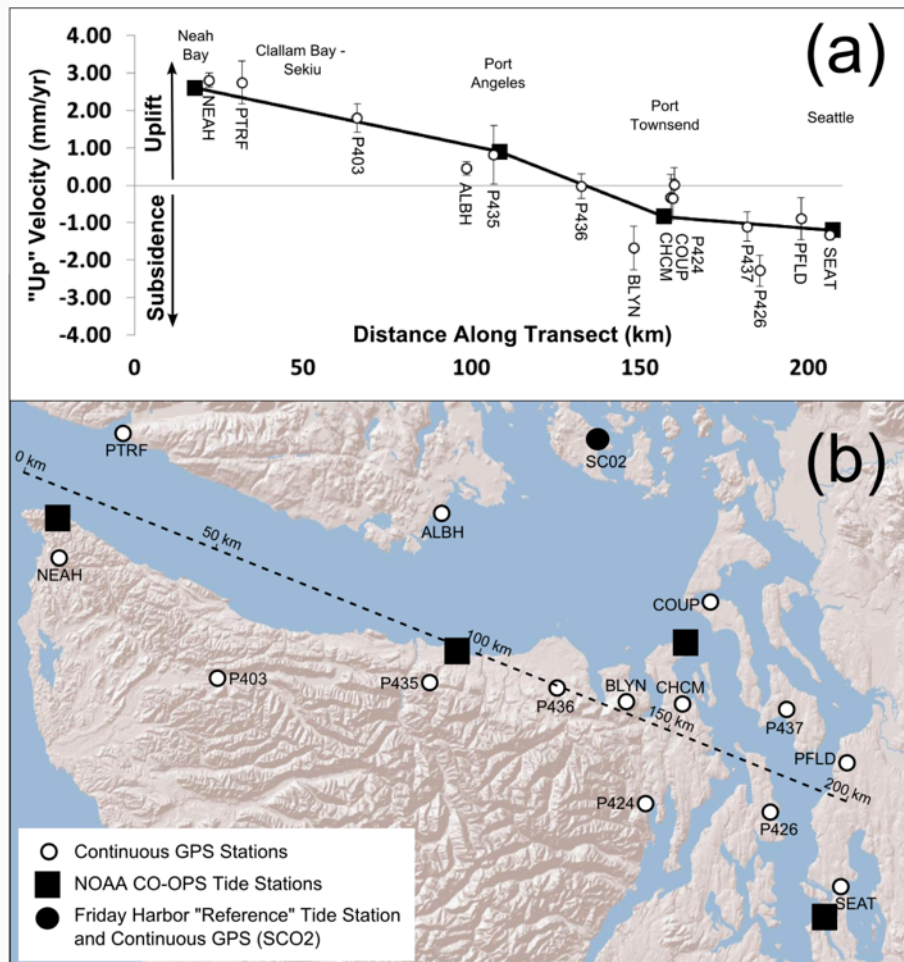 (a)
"Up" Velocity (mm/yr)
Uplift
Subsidence
4.00
3.00
2.00
1.00
0.00
-1.00
-2.00
-3.00
-4.00
Neah
Bay
Clallam Bay -
Sekiu
Port
Angeles
Port
Townsend
Seattle
NEAH
PTRF
P403
ALBH
P435
P436
BLYN
CHCM
COUP
P424
P437
P426
PFLD
SEAT
Distance Along Transect (km)
0
50
100
150
200
(b)
PTRF
SC02
0 km
ALBH
50 km
NEAH
COUP
100 km
P403
P435
P436
BLYN
CHCM
150 km
P437
PFLD
200 km
P424
P426
SEAT
Continuous GPS Stations
NOAA CO-OPS Tide Stations
Friday Harbor "Reference" Tide Station
and Continuous GPS (SCO2)